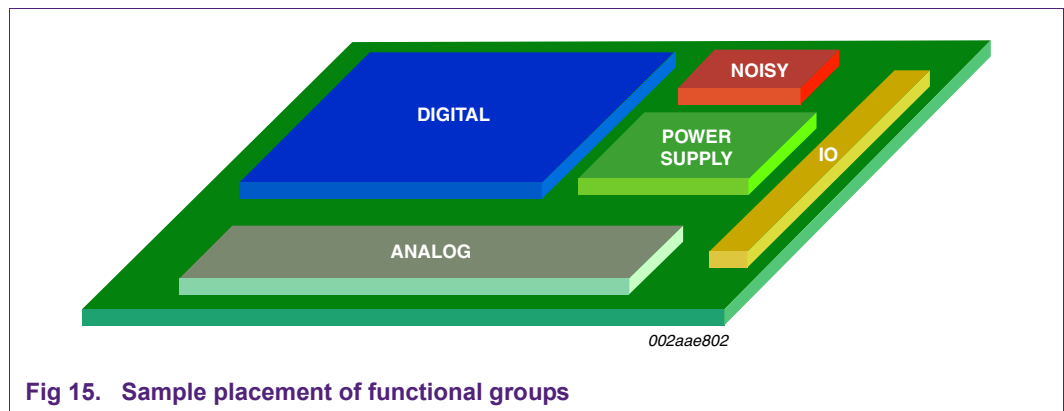 NOISY
DIGITAL
POWER
SUPPLY
IO
ANALOG
002aae802
Fig 15. Sample placement of functional groups